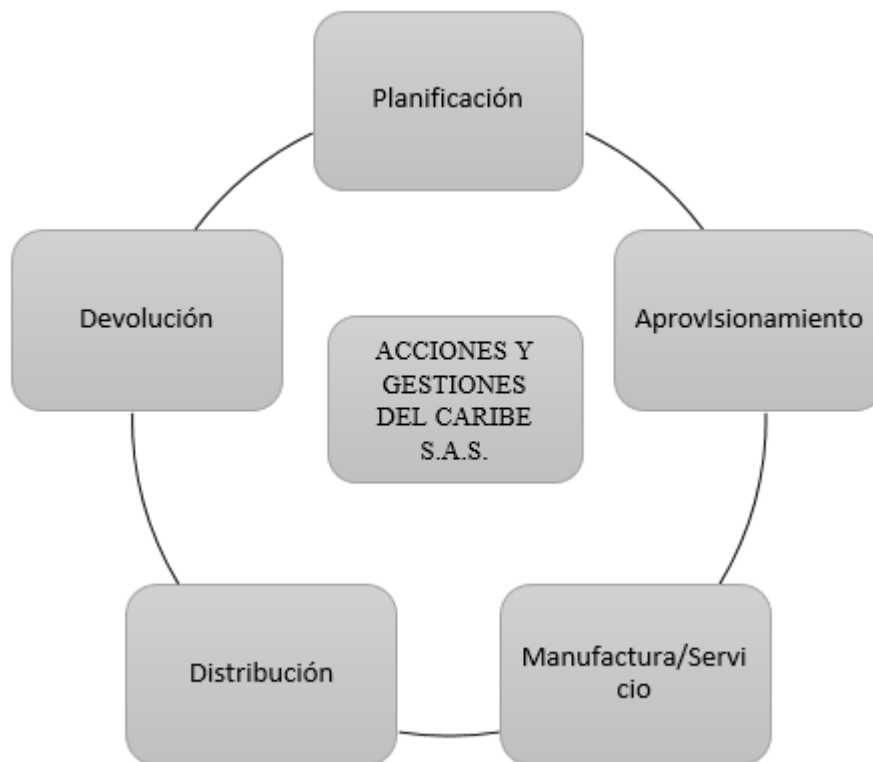 Planificación
Devolución
AprovIsionamiento
ACCIONES Y
GESTIONES
DEL CARIBE
S.A.S.
Distribución
Manufactura/Servi
cio